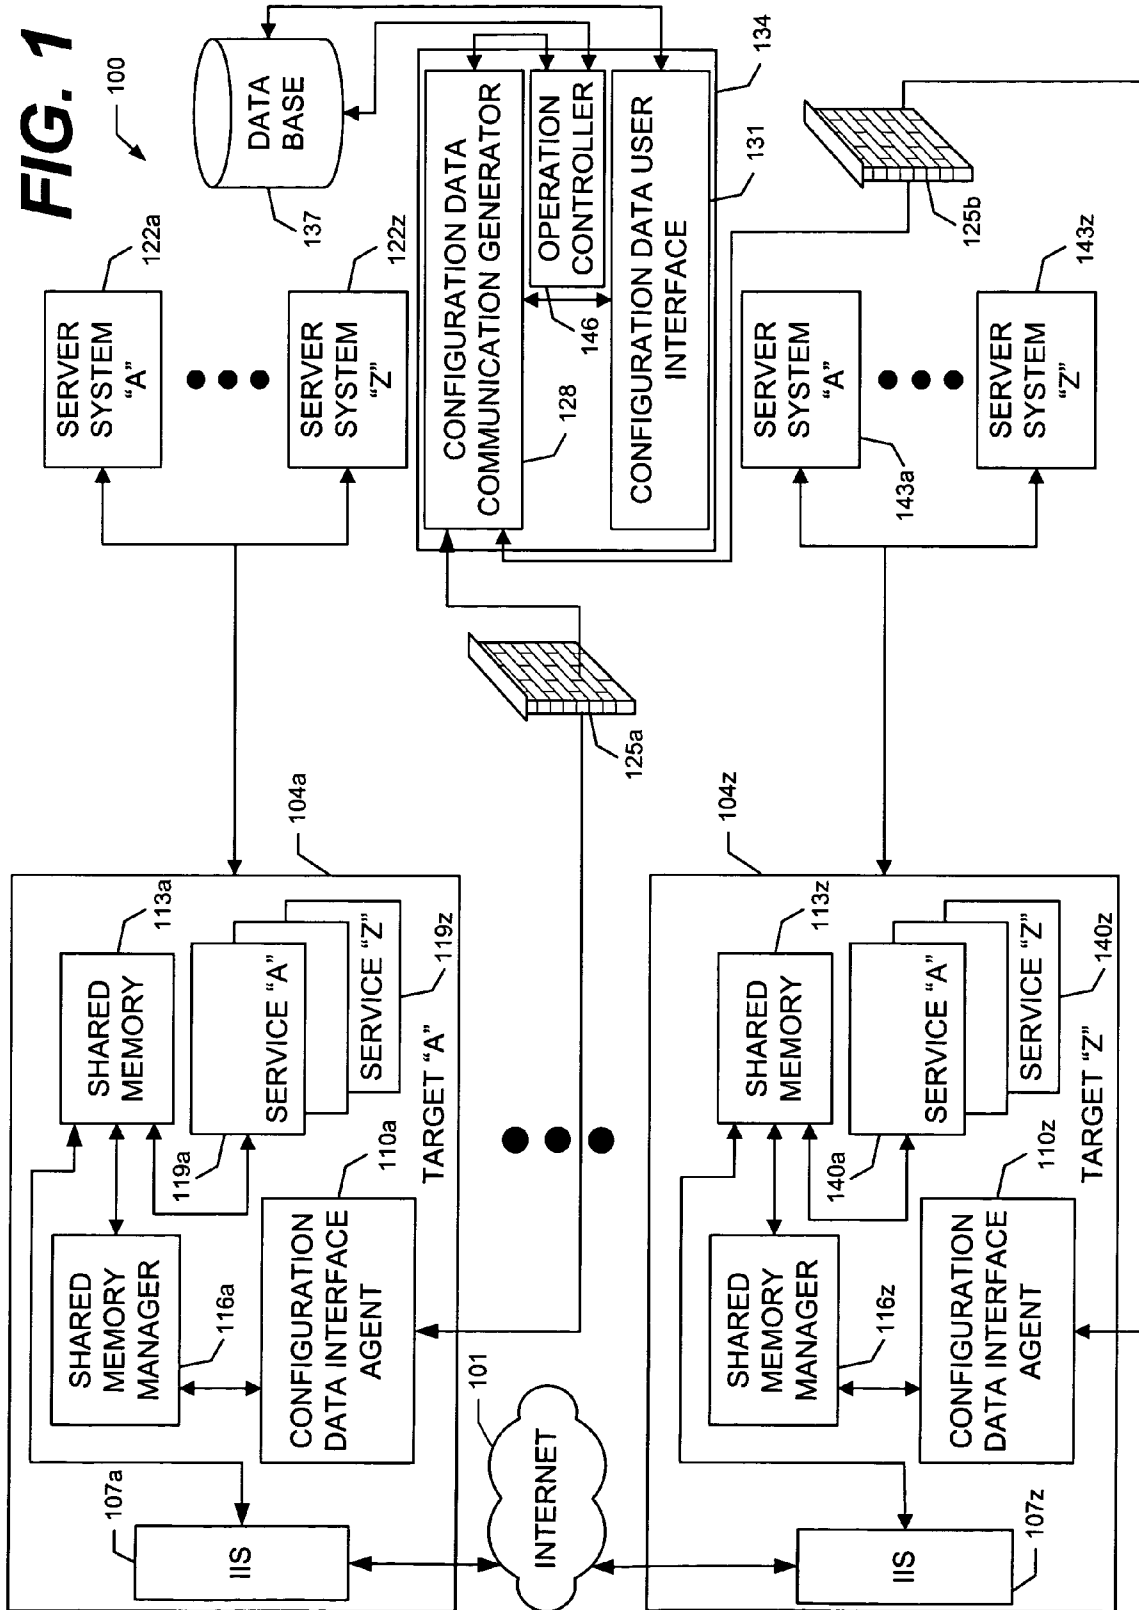 FIG. 1
100
107a
IIS
SHARED
MEMORY
MANAGER
116a
SHARED
MEMORY
113a
CONFIGURATION
DATA INTERFACE
AGENT
110a
119a
SERVICE "A"
SERVICE "Z"
119z
TARGET "A"
104a
SERVER
SYSTEM
"A"
122a
SERVER
SYSTEM
"Z"
122z
DATA
BASE
137
101
INTERNET
125a
CONFIGURATION DATA
COMMUNICATION GENERATOR
128
OPERATION
CONTROLLER
146
CONFIGURATION DATA USER
INTERFACE
131
134
125b
IIS
107z
SHARED
MEMORY
MANAGER
116z
SHARED
MEMORY
113z
CONFIGURATION
DATA INTERFACE
AGENT
110z
140a
SERVICE "A"
SERVICE "Z"
140z
TARGET "Z"
104z
SERVER
SYSTEM
"A"
143a
SERVER
SYSTEM
"Z"
143z